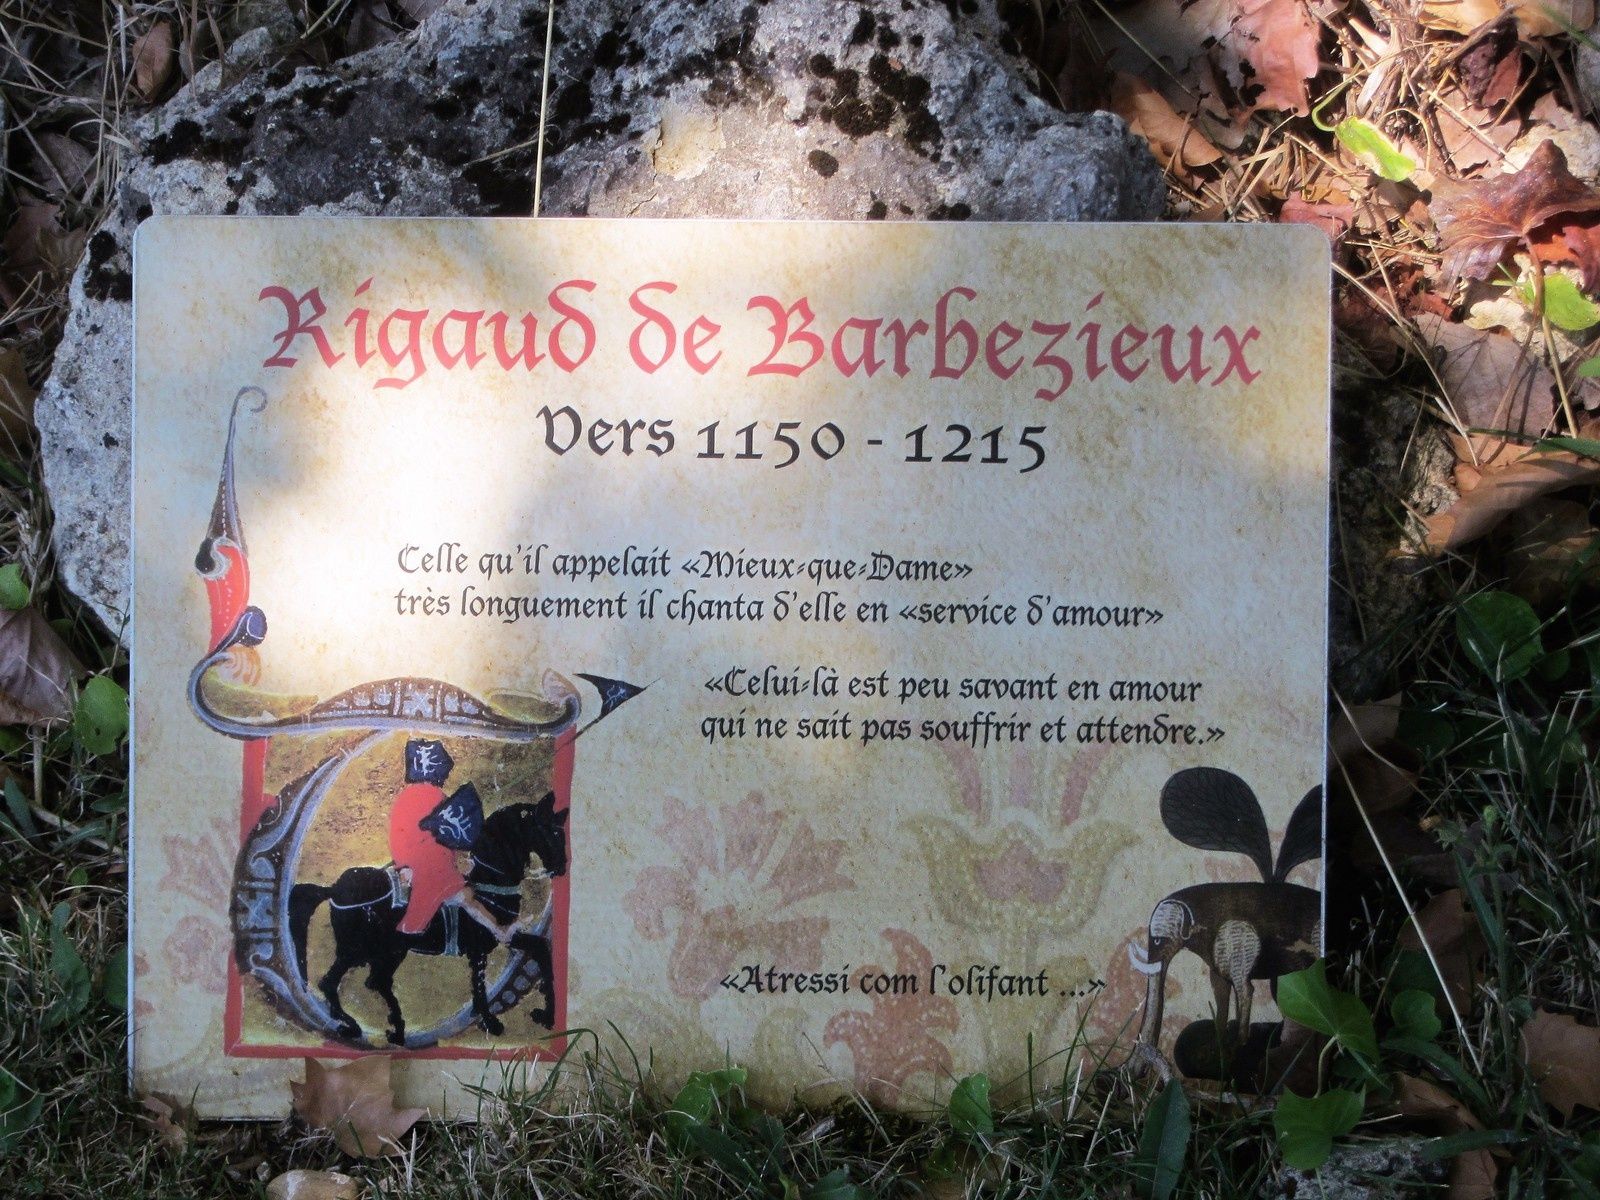 Rigaud de Barbezieux
Vers 1150 - 1215
Celle qu'il appelait «Mieux-que-Dame»
très longuement il chanta d'elle en «service d'amour»
«Celui-là est peu savant en amour
qui ne sait pas souffrir et attendre.»
«Atressi com l'olifant ...»